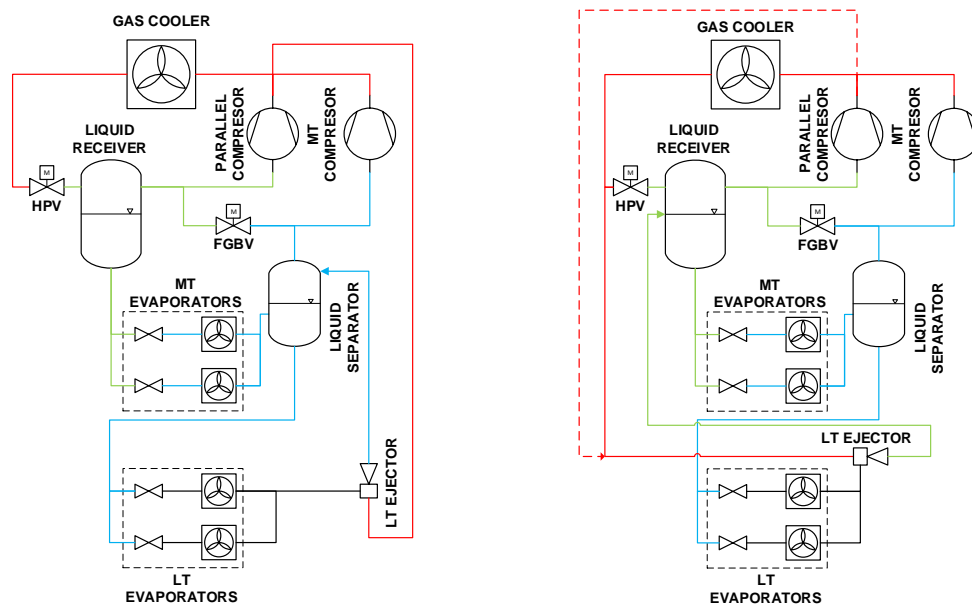 GAS COOLER
PARALLEL
COMPRESOR
MT
COMPRESOR
LIQUID
RECEIVER
M
HPV
M
FGBV
MT
EVAPORATORS
LIQUID
SEPARATOR
LT EJECTOR
LT
EVAPORATORS
GAS COOLER
PARALLEL
COMPRESOR
MT
COMPRESOR
LIQUID
RECEIVER
M
HPV
M
FGBV
MT
EVAPORATORS
LIQUID
SEPARATOR
LT EJECTOR
LT
EVAPORATORS